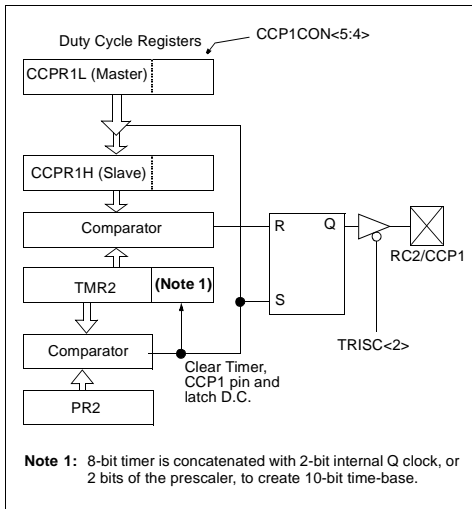 Duty Cycle Registers
CCP1CON<5:4>
CCPR1L (Master)
CCPR1H (Slave)
Comparator
R
Q
RC2/CCP1
TMR2
(Note 1)
S
TRISC<2>
Comparator
Clear Timer,
CCP1 pin and
latch D.C.
PR2
Note 1: 8-bit timer is concatenated with 2-bit internal Q clock, or
2 bits of the prescaler, to create 10-bit time-base.